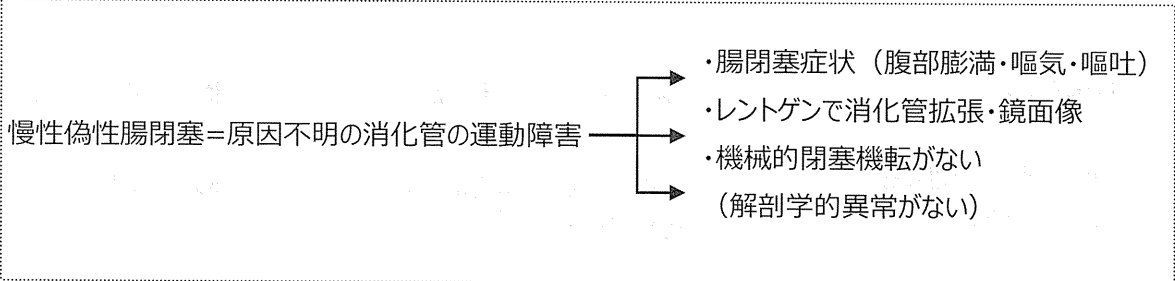 ・腸閉塞症状（腹部膨満・嘔気・嘔吐）
・レントゲンで消化管拡張・鏡面像
慢性偽性腸閉塞=原因不明の消化管の運動障害
・機械的閉塞機転がない
（解剖学的異常がない）